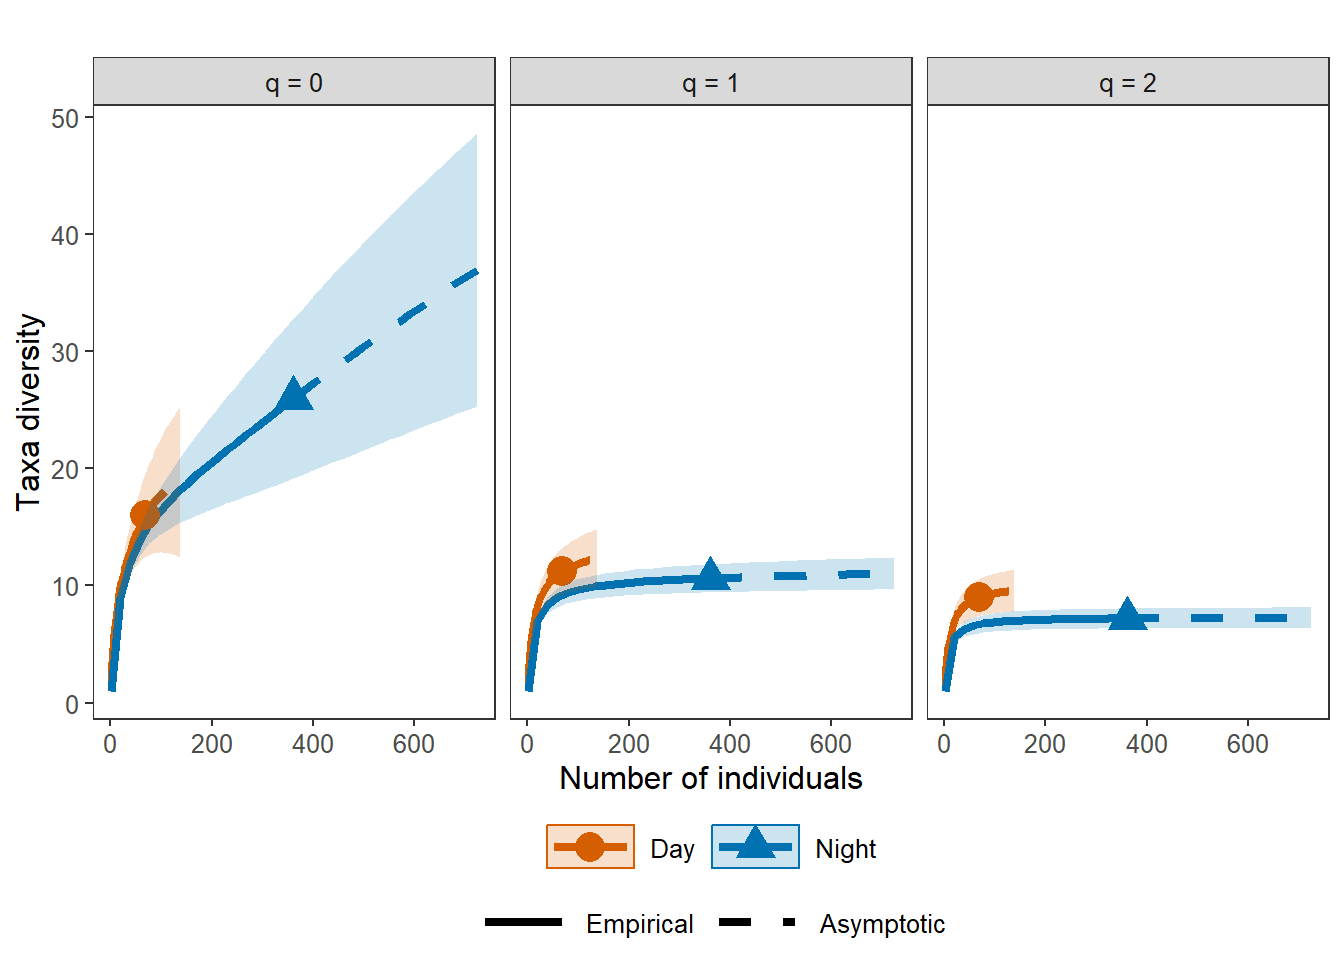 q = 0
q = 1
q = 2
50
40
30
20
10
0
Taxa diversity
0 200 400 600
0 200 400 600
0 200 400 600
Number of individuals
Day Night
Empirical Asymptotic